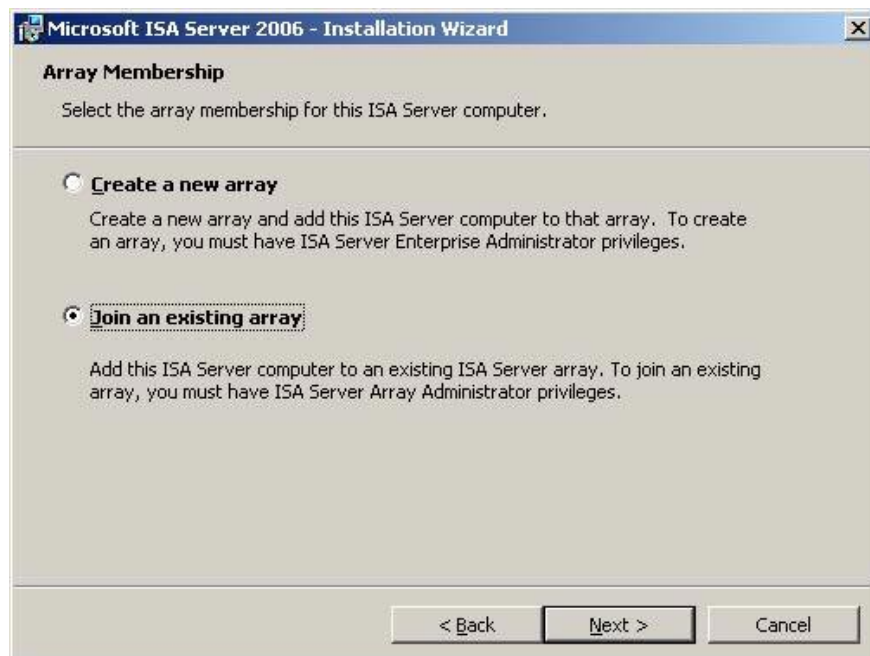 Microsoft ISA Server 2006 - Installation Wizard
Array Membership
Select the array membership for this ISA Server computer.
Create a new array
Create a new array and add this ISA Server computer to that array. To create
an array, you must have ISA Server Enterprise Administrator privileges.
Join an existing array
Add this ISA Server computer to an existing ISA Server array. To join an existing
array, you must have ISA Server Array Administrator privileges.
< Back
Next >
Cancel